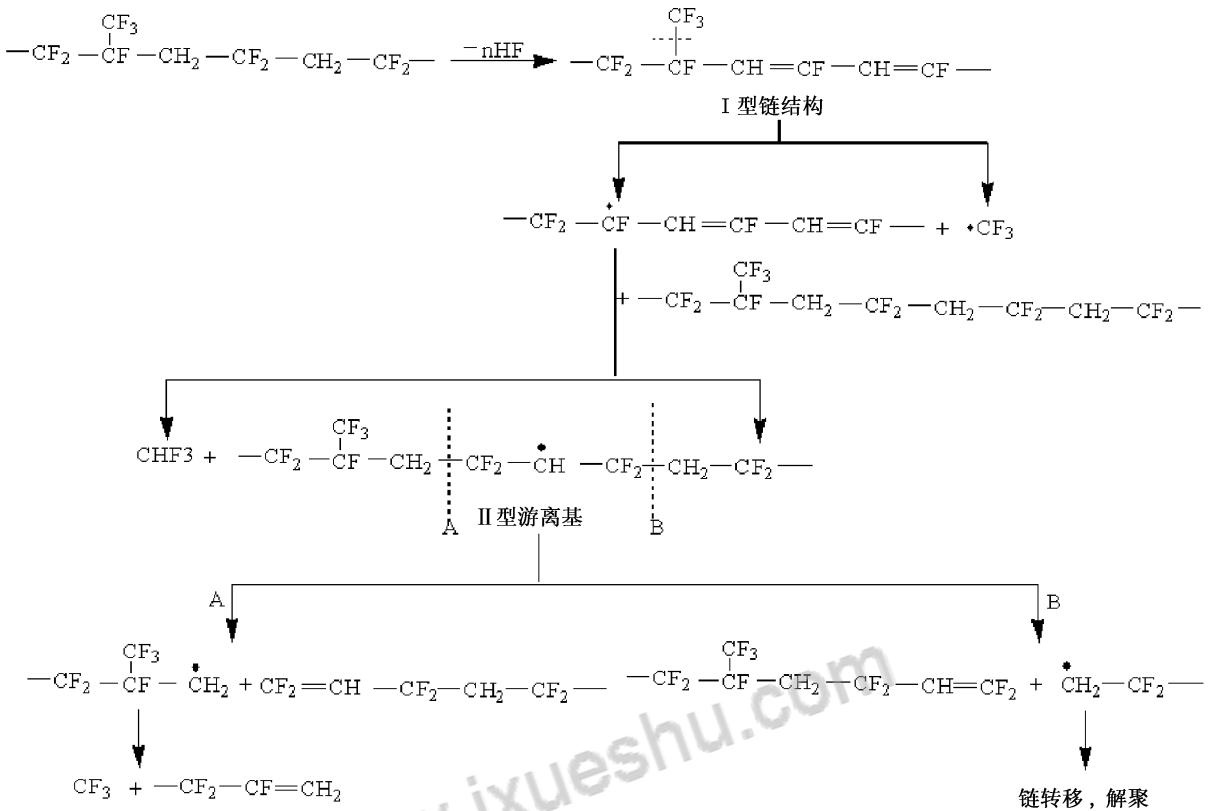 CF₃
—CF₂—CF—CH₂—CF₂—CH₂—CF₂— −nHF
CF₃
—CF₂—CF—CH=CF—CH=CF—
I 型链结构
—CF₂—CF—CH=CF—CH=CF— + •CF₃
CF₃
+ —CF₂—CF—CH₂—CF₂—CH₂—CF₂—CH₂—CF₂—
CF₃
CHF3 + —CF₂—CF—CH₂—CF₂—CH—CF₂—CH₂—CF₂—
A II型游离基 B
A B
CF₃
—CF₂—CF—CH₂ + CF₂=CH—CF₂—CH₂—CF₂—
CF₃
—CF₂—CF—CH₂—CF₂—CH=CF₂ + •CH₂—CF₂—
CF₃ + —CF₂—CF=CH₂
链转移，解聚
.ixueshu.com